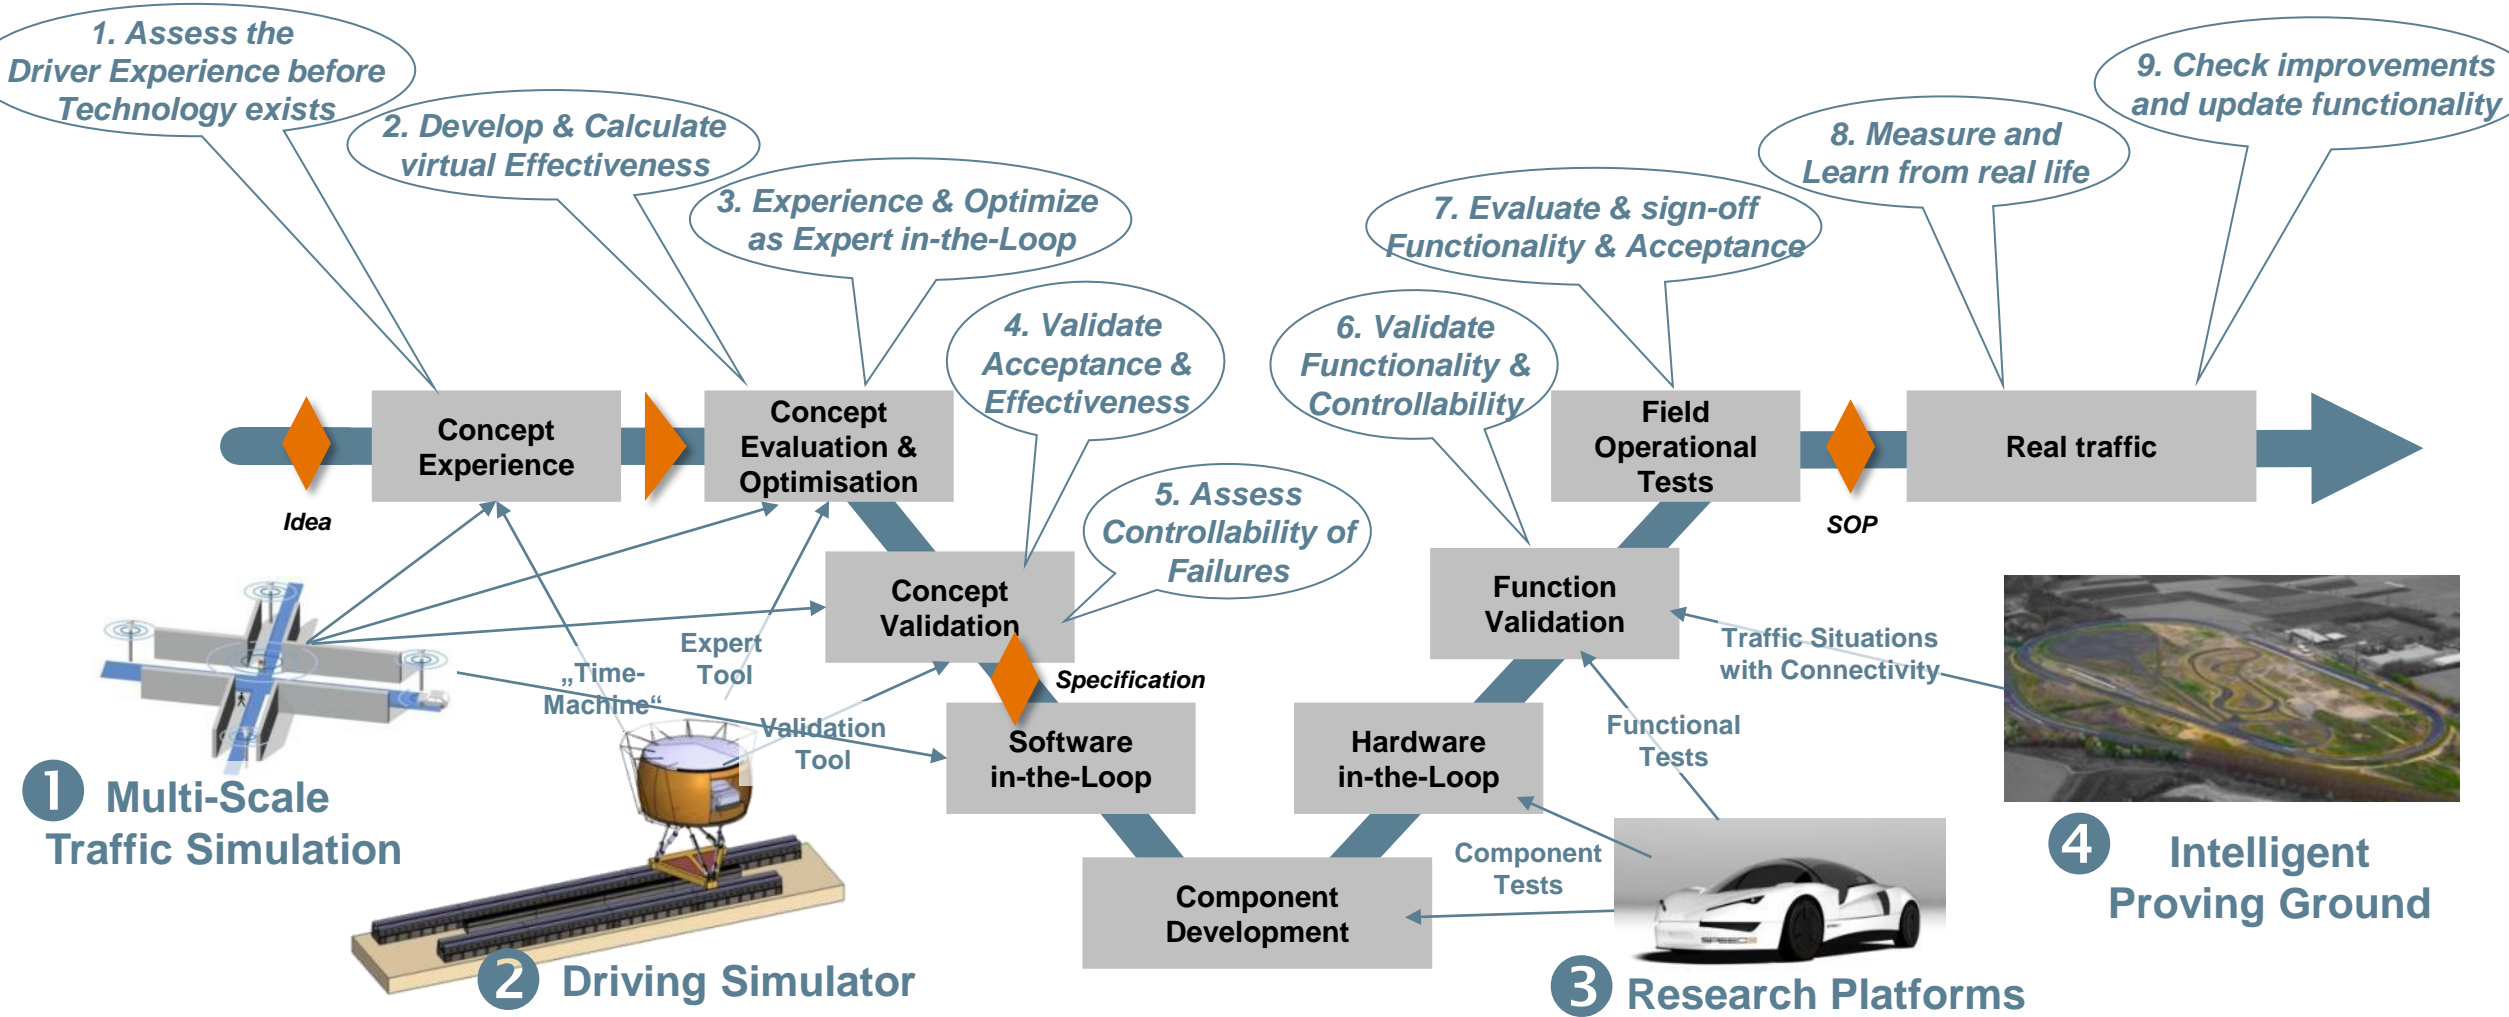 1. Assess the
Driver Experience before
Technology exists
2. Develop & Calculate
virtual Effectiveness
3. Experience & Optimize
as Expert in-the-Loop
4. Validate
Acceptance &
Effectiveness
5. Assess
Controllability of
Failures
6. Validate
Functionality &
Controllability
7. Evaluate & sign-off
Functionality & Acceptance
8. Measure and
Learn from real life
9. Check improvements
and update functionality
Idea
Concept
Experience
Concept
Evaluation &
Optimisation
Concept
Validation
Specification
Software
in-the-Loop
Component
Development
Hardware
in-the-Loop
Function
Validation
Field
Operational
Tests
SOP
Real traffic
„Time-
Machine“
Expert
Tool
Validation
Tool
Component
Tests
Functional
Tests
Traffic Situations
with Connectivity
1 Multi-Scale
Traffic Simulation
2 Driving Simulator
3 Research Platforms
4 Intelligent
Proving Ground